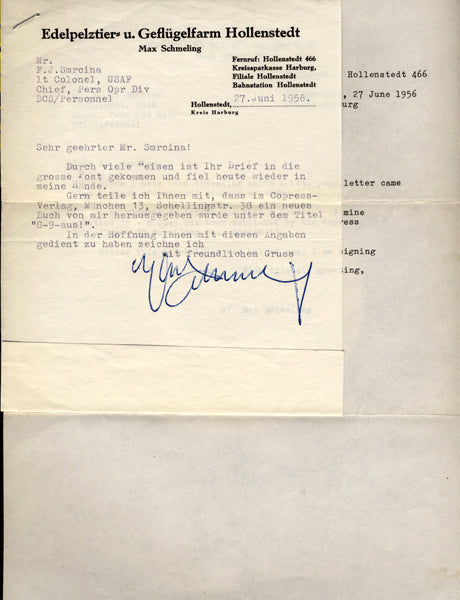 Edelpelztier- u. Geflügelfarm Hollenstedt
Max Schmeling
Mr.
F.J.Smrcina
lt Colonel, USAF
Chief, Pers Opr Div
DCS/Personnel
Fernruf: Hollenstedt 466
Kreissparkasse Harburg,
Filiale Hollenstedt
Bahnstation Hollenstedt
Hollenstedt, 27.Juni 1956.
Kreis Harburg
Sehr geehrter Mr. Smrcina!
Durch viele Reisen ist Ihr Brief in die
grosse Post gekommen und fiel heute wieder in
meine Hände.
Gern teile ich Ihnen mit, dass im Copress-
Verlag, München 13, Schellingstr. 38 ein neues
Buch von mir herausgegeben wurde unter dem Titel
"8-9-aus!".
In der Hoffnung Ihnen mit diesen Angaben
gedient zu haben zeichne ich
mit freundlichem Gruss
Max Schmeling
Hollenstedt 466
, 27 June 1956
burg
letter came
mine
ress
signing